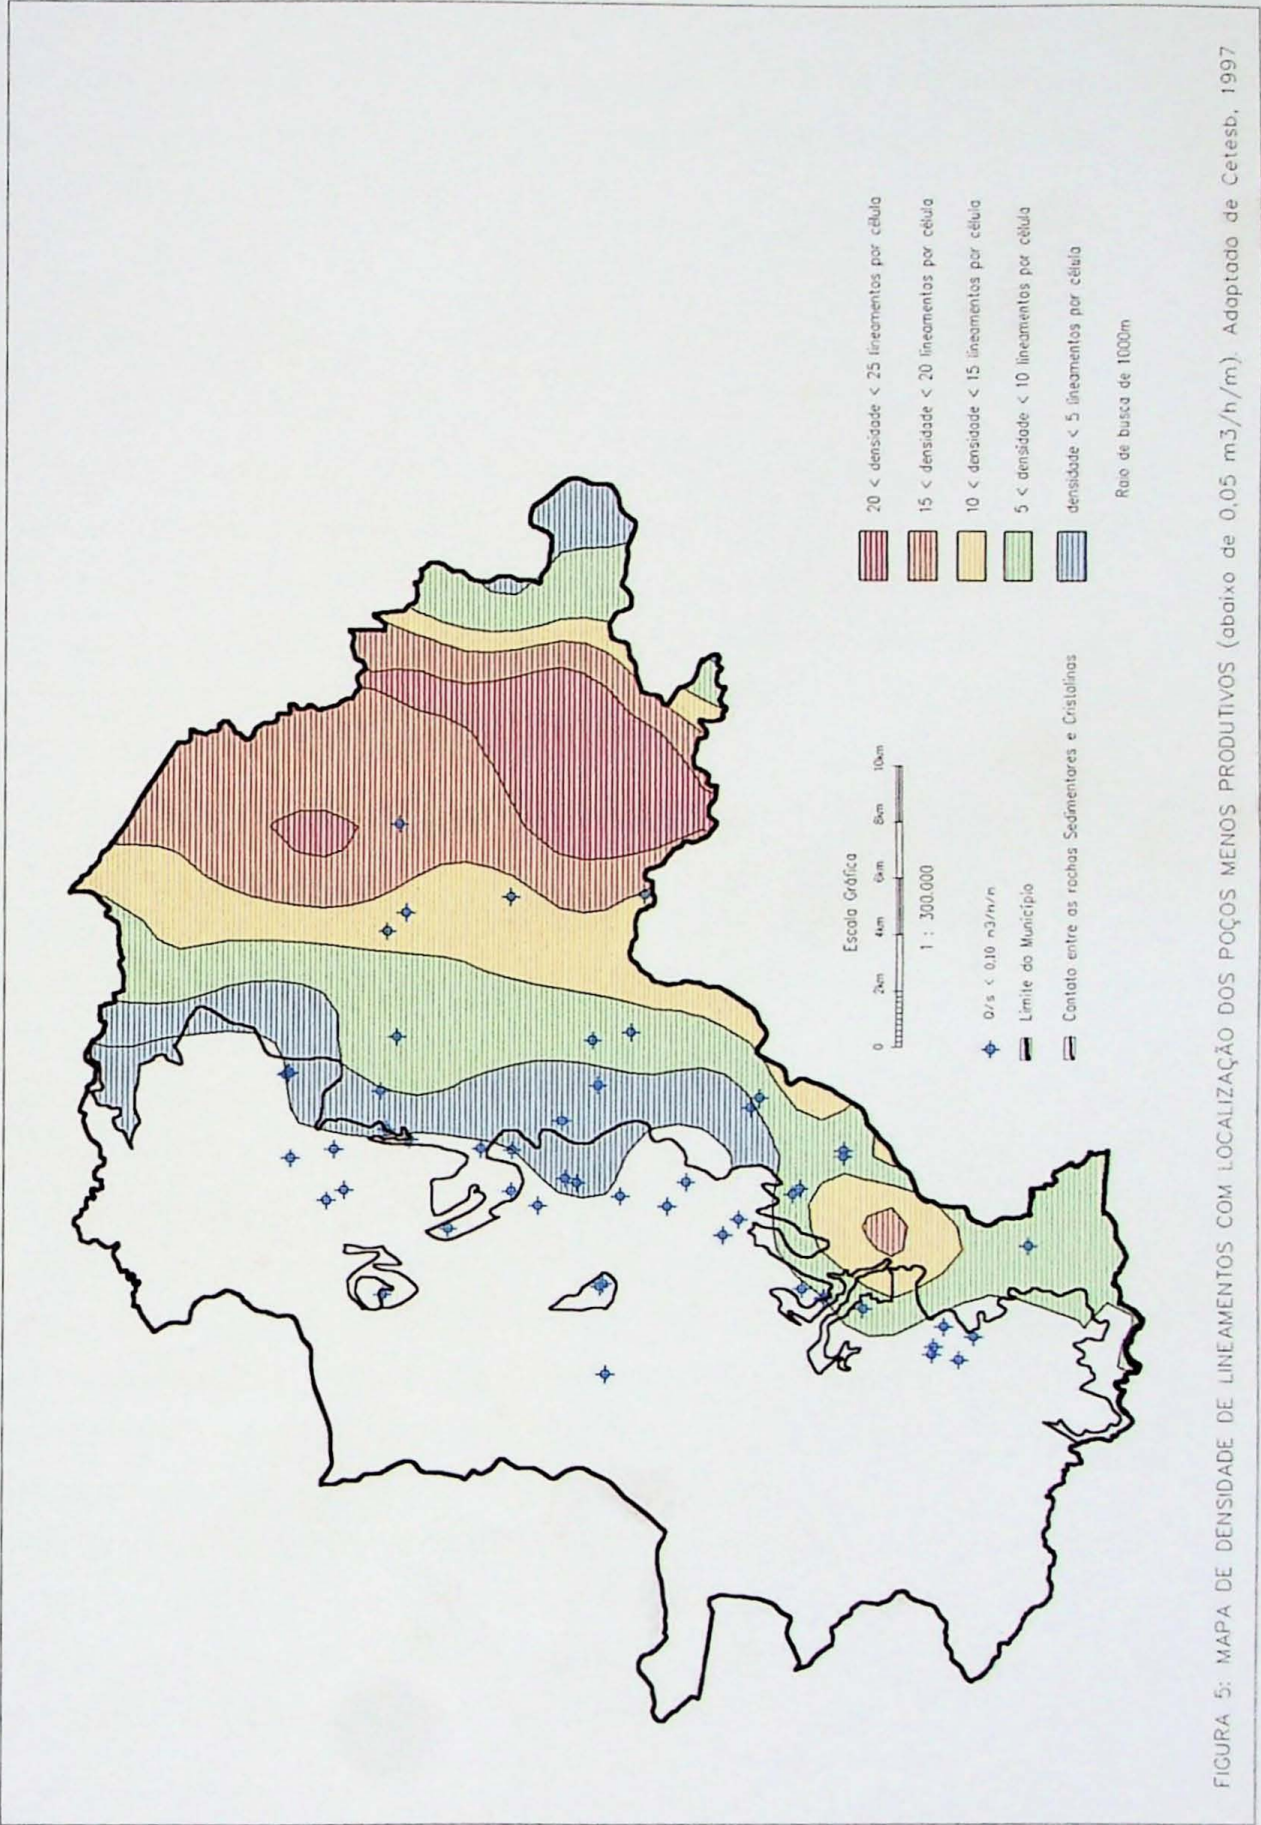 20 < densidade < 25 lineamentos por célula
15 < densidade < 20 lineamentos por célula
10 < densidade < 15 lineamentos por célula
5 < densidade < 10 lineamentos por célula
densidade < 5 lineamentos por célula
Raio de busca de 1000m
Escala Gráfica
0 2km 4km 6km 8km 10km
1 : 300.000
Q/s < 0,10 m3/h/m
Limite do Município
Contato entre as rochas Sedimentares e Cristalinas
FIGURA 5: MAPA DE DENSIDADE DE LINEAMENTOS COM LOCALIZAÇÃO DOS POÇOS MENOS PRODUTIVOS (abaixo de 0,05 m3/h/m). Adaptado de Cetesb, 1997